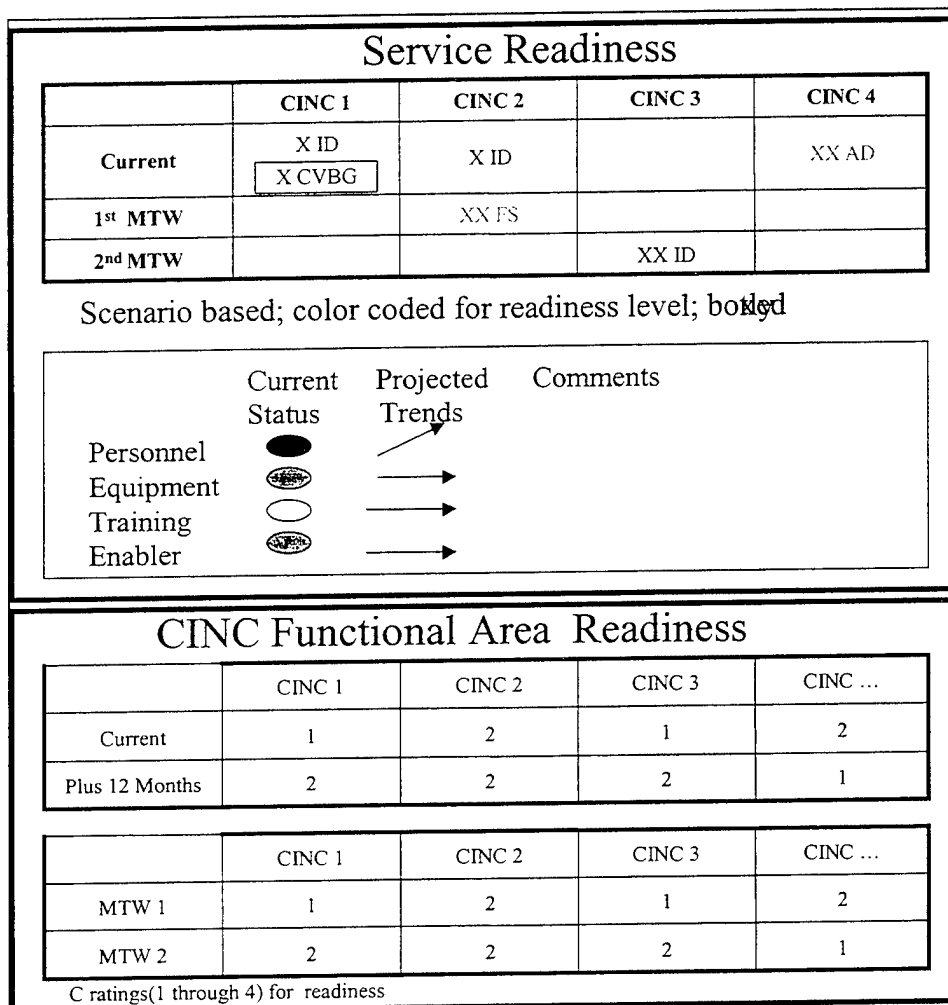 Service Readiness
CINC 1 CINC 2 CINC 3 CINC 4
Current X ID X ID XX AD
X CVBG
1st MTW XX FS
2nd MTW XX ID
Scenario based; color coded for readiness level;
Current Projected Comments
Status Trends
Personnel
Equipment
Training
Enabler
CINC Functional Area Readiness
CINC 1 CINC 2 CINC 3 CINC ...
Current 1 2 1 2
Plus 12 Months 2 2 2 1
CINC 1 CINC 2 CINC 3 CINC ...
MTW 1 1 2 1 2
MTW 2 2 2 2 1
C ratings(1 through 4) for readiness